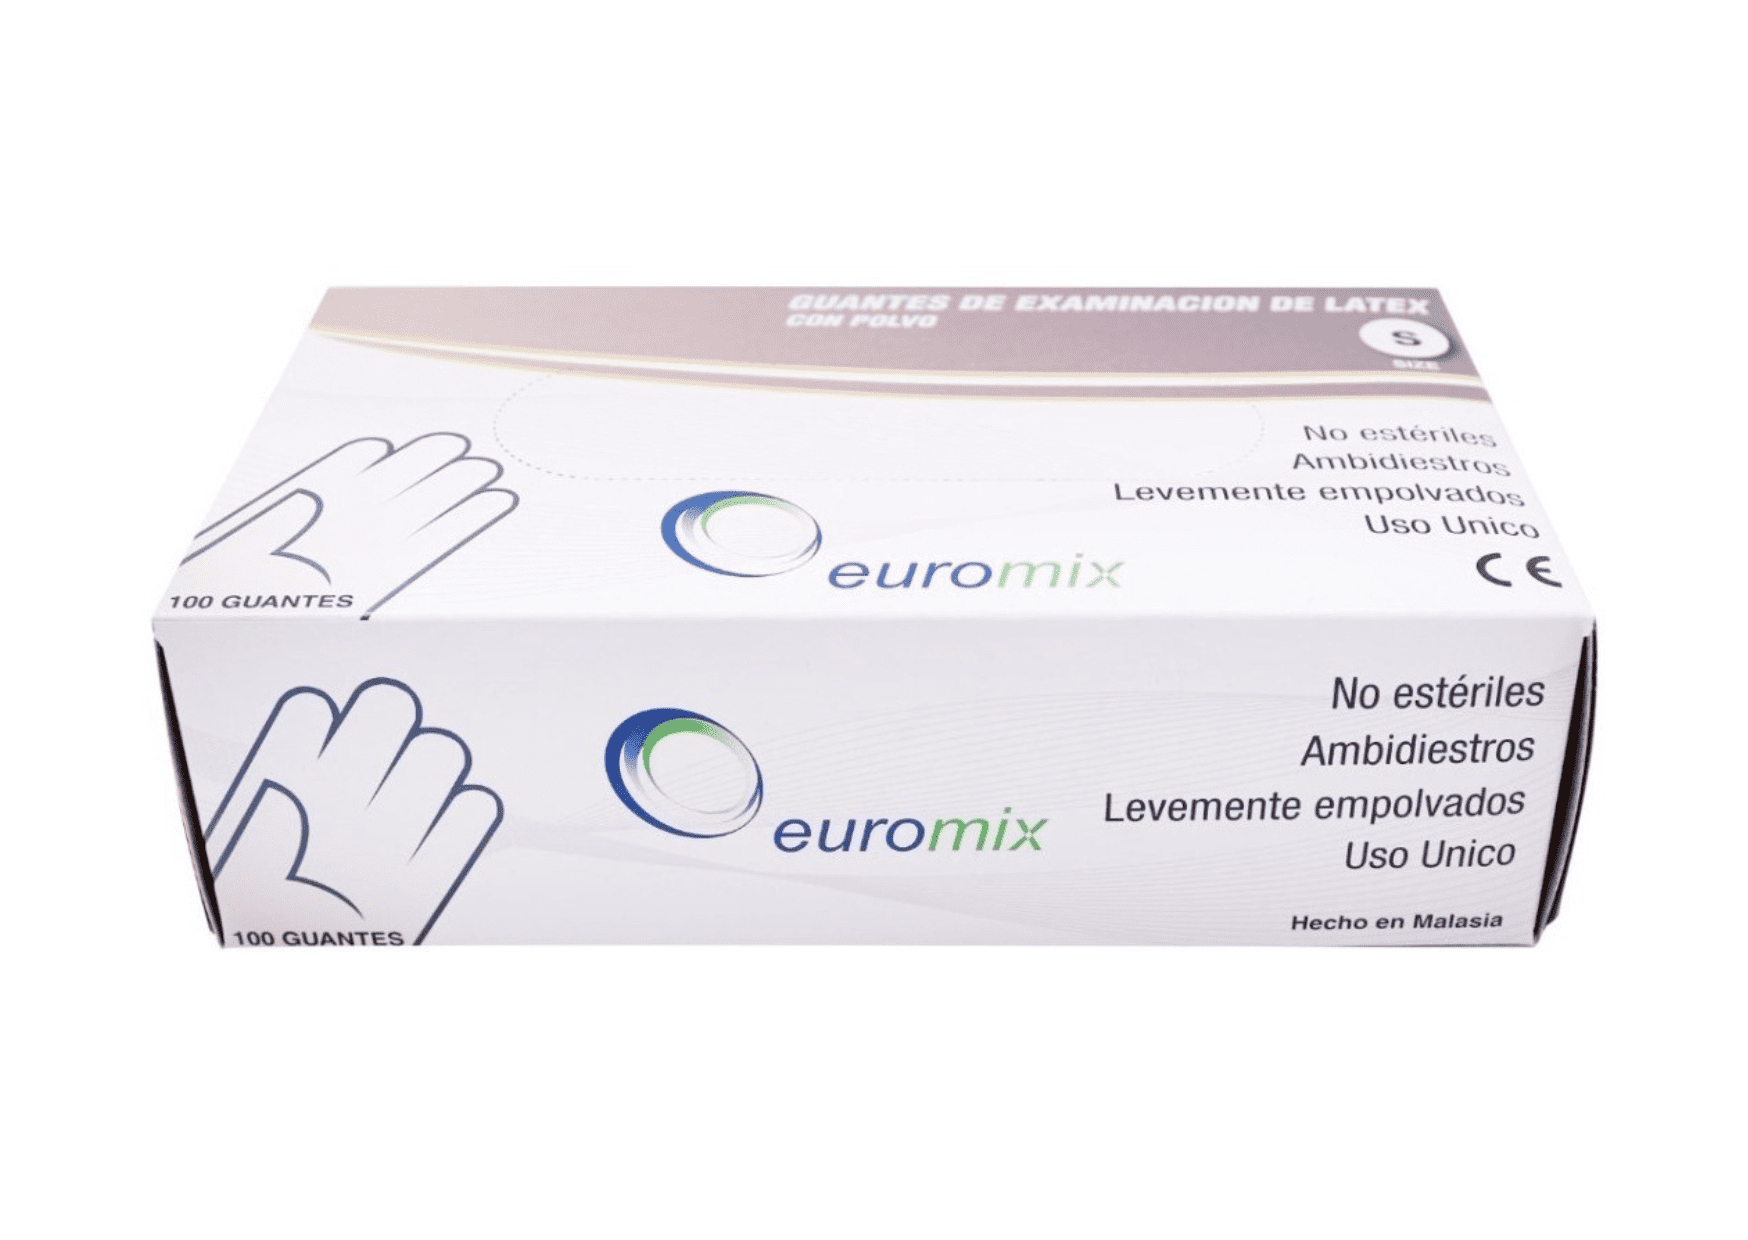 GUANTES DE EXAMINACION DE LATEX
CON POLVO
S
SIZE
No estériles
Ambidiestros
Levemente empolvados
Uso Unico
euromix
CE
100 GUANTES
No estériles
Ambidiestros
Levemente empolvados
Uso Unico
euromix
Hecho en Malasia
100 GUANTES